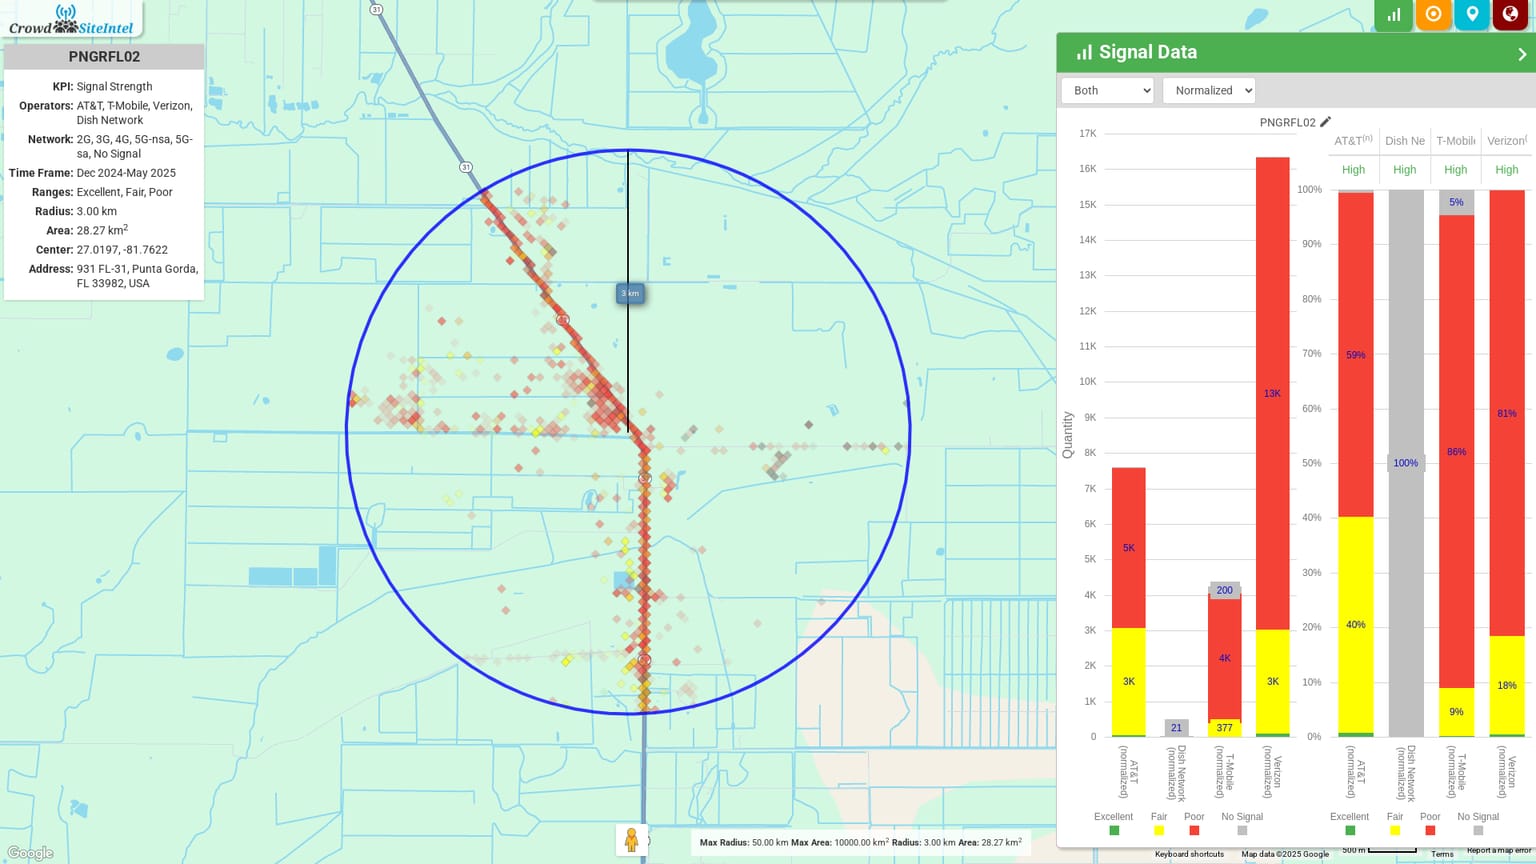 Crowd SiteIntel
PNGRFL02
KPI: Signal Strength
Operators: AT&T, T-Mobile, Verizon,
Dish Network
Network: 2G, 3G, 4G, 5G-nsa, 5G-
sa, No Signal
Time Frame: Dec 2024-May 2025
Ranges: Excellent, Fair, Poor
Radius: 3.00 km
Area: 28.27 km²
Center: 27.0197, -81.7622
Address: 931 FL-31, Punta Gorda,
FL 33982, USA
31
31
3 km
Google
Max Radius: 50.00 km Max Area: 10000.00 km² Radius: 3.00 km Area: 28.27 km²
Signal Data
Both
Normalized
PNGRFL02
17K
16K
15K
14K
13K
12K
11K
10K
9K
8K
7K
6K
5K
4K
3K
2K
1K
0
Quantity
5K
3K
21
200
4K
377
13K
3K
AT&T (normalized)
Dish Network (normalized)
T-Mobile (normalized)
Verizon (normalized)
Excellent Fair Poor No Signal
AT&T(n) Dish Ne T-Mobile Verizon(
High High High High
100%
90%
80%
70%
60%
50%
40%
30%
20%
10%
0%
59%
40%
100%
5%
86%
9%
81%
18%
AT&T (normalized)
Dish Network (normalized)
T-Mobile (normalized)
Verizon (normalized)
Excellent Fair Poor No Signal
Keyboard shortcuts Map data ©2025 Google 500 m Terms Report a map error